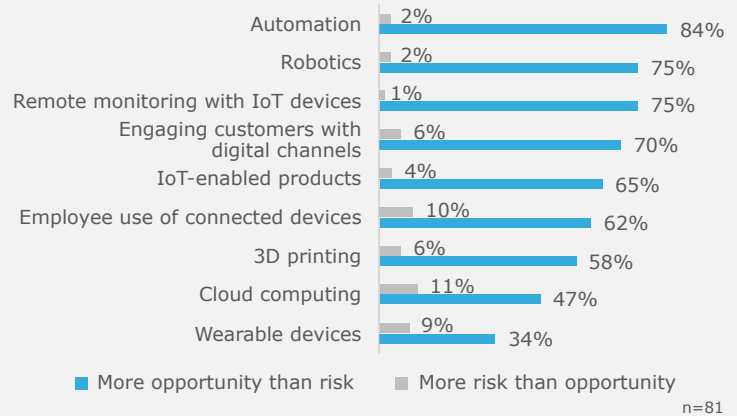 Automation 2% 84%
Robotics 2% 75%
Remote monitoring with IoT devices 1% 75%
Engaging customers with
digital channels 6% 70%
IoT-enabled products 4% 65%
Employee use of connected devices 10% 62%
3D printing 6% 58%
Cloud computing 11% 47%
Wearable devices 9% 34%
More opportunity than risk More risk than opportunity
n=81